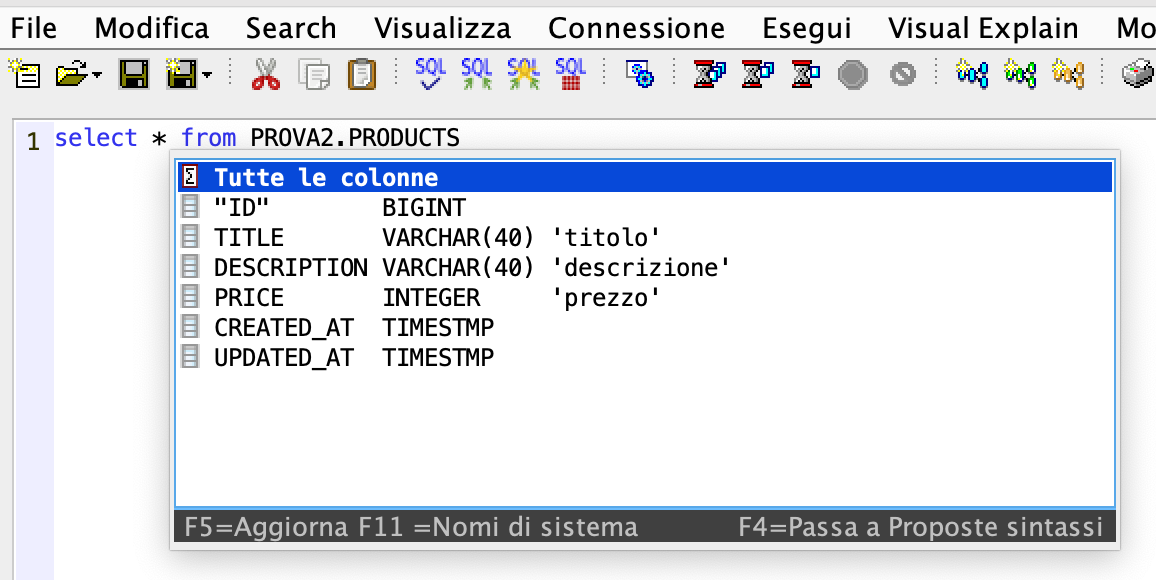 File Modifica Search Visualizza Connessione Esegui Visual Explain Mo
SQL SQL SQL SQL
1 select * from PROVA2.PRODUCTS
Σ Tutte le colonne
"ID" BIGINT
TITLE VARCHAR(40) 'titolo'
DESCRIPTION VARCHAR(40) 'descrizione'
PRICE INTEGER 'prezzo'
CREATED_AT TIMESTMP
UPDATED_AT TIMESTMP
F5=Aggiorna F11 =Nomi di sistema F4=Passa a Proposte sintassi